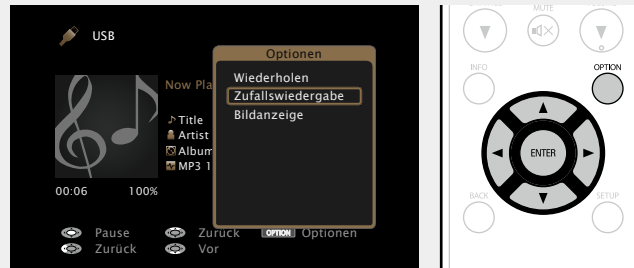 USB
Optionen
Now Pla
Wiederholen
Zufallswiedergabe
Bildanzeige
Title
Artist
Album
MP3 1
00:06 100%
Pause Zurück OPTION Optionen
Zurück Vor
MUTE
INFO OPTION
ENTER
BACK SETUP